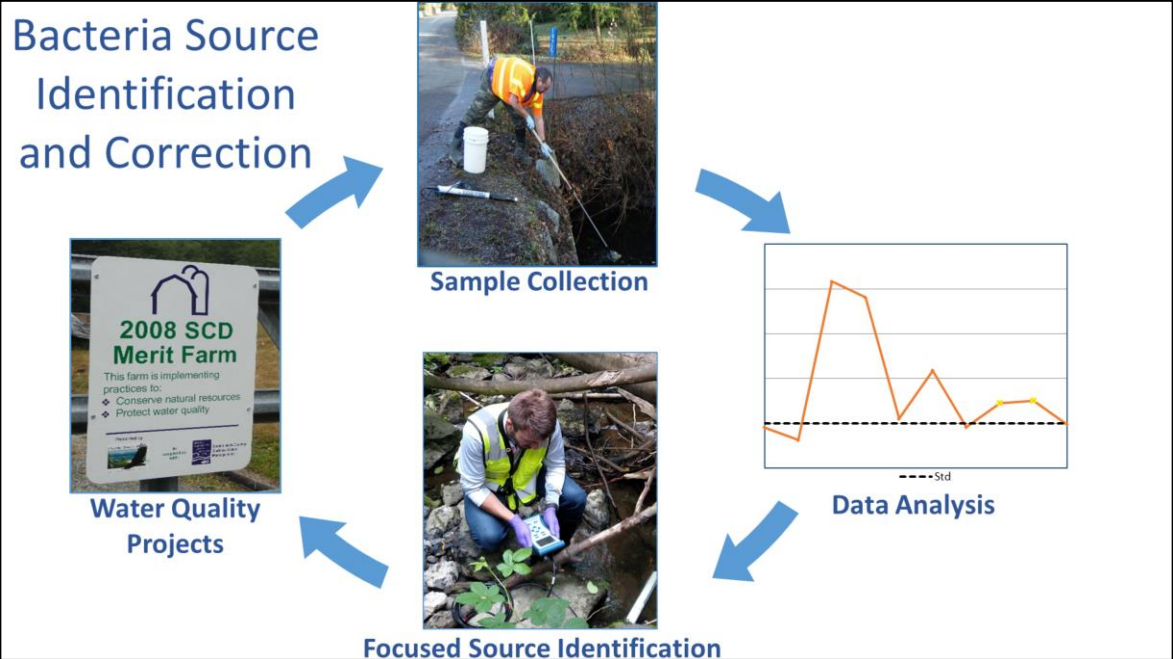 Bacteria Source
Identification
and Correction
Sample Collection
2008 SCD
Merit Farm
This farm is implementing
practices to:
❖ Conserve natural resources
❖ Protect water quality
Std
Data Analysis
Water Quality
Projects
Focused Source Identification